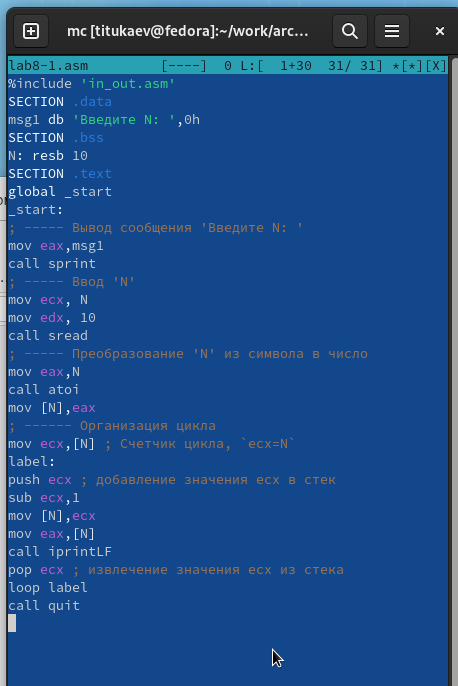 mc [titukaev@fedora]:~/work/arc...
lab8-1.asm [----] 0 L:[ 1+30 31/ 31] *[*][X]
%include 'in_out.asm'
SECTION .data
msg1 db 'Введите N: ',0h
SECTION .bss
N: resb 10
SECTION .text
global _start
_start:
; ----- Вывод сообщения 'Введите N: '
mov eax,msg1
call sprint
; ----- Ввод 'N'
mov ecx, N
mov edx, 10
call sread
; ----- Преобразование 'N' из символа в число
mov eax,N
call atoi
mov [N],eax
; ------ Организация цикла
mov ecx,[N] ; Счетчик цикла, `ecx=N`
label:
push ecx ; добавление значения ecx в стек
sub ecx,1
mov [N],ecx
mov eax,[N]
call iprintLF
pop ecx ; извлечение значения ecx из стека
loop label
call quit